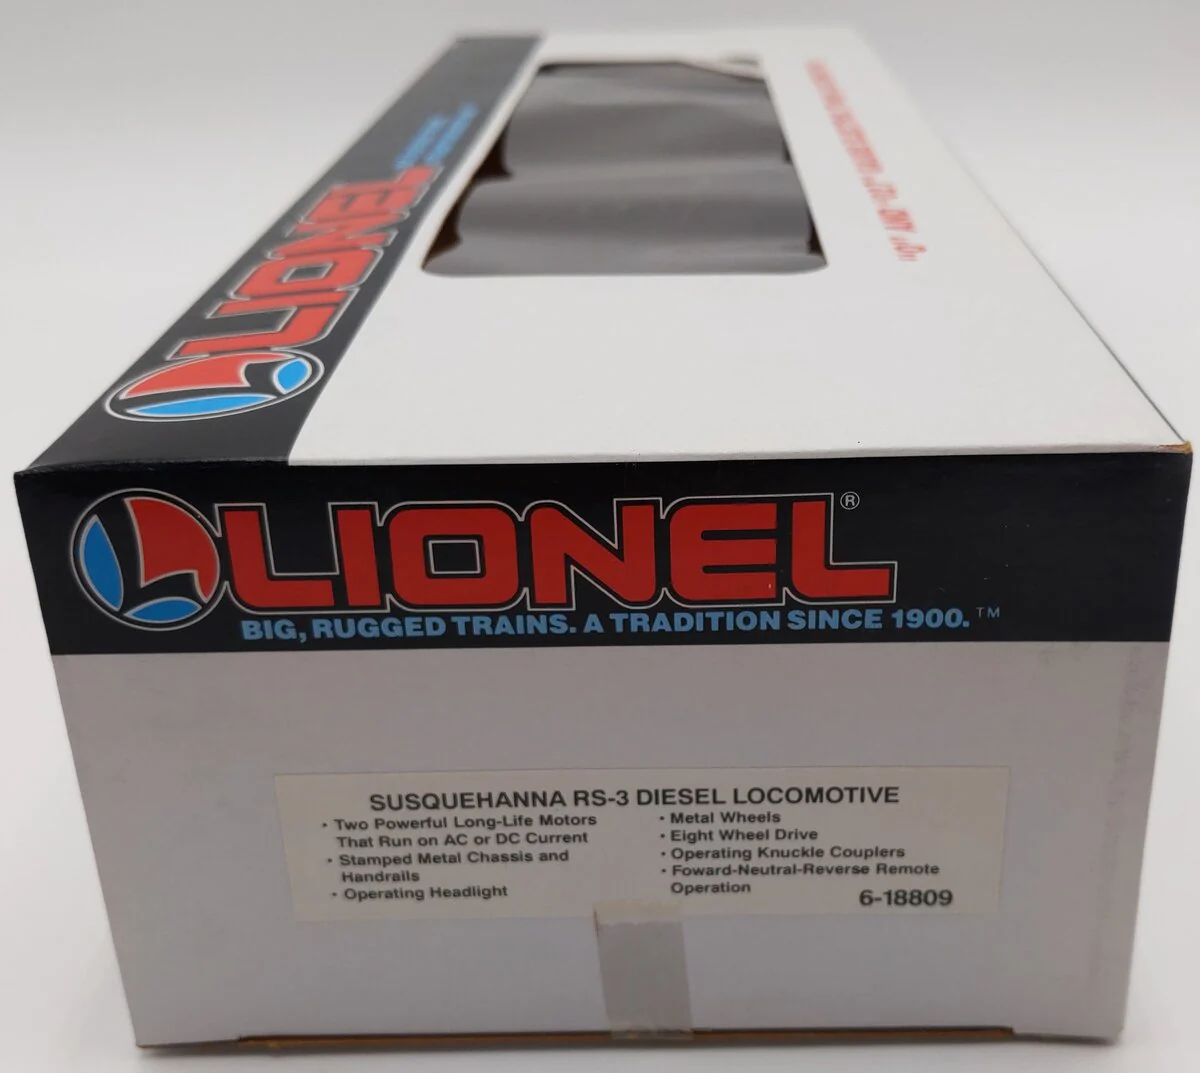 LIONEL
LIONEL®
BIG, RUGGED TRAINS. A TRADITION SINCE 1900.™
SUSQUEHANNA RS-3 DIESEL LOCOMOTIVE
• Two Powerful Long-Life Motors
That Run on AC or DC Current
• Stamped Metal Chassis and
Handrails
• Operating Headlight
• Metal Wheels
• Eight Wheel Drive
• Operating Knuckle Couplers
• Foward-Neutral-Reverse Remote
Operation
6-18809